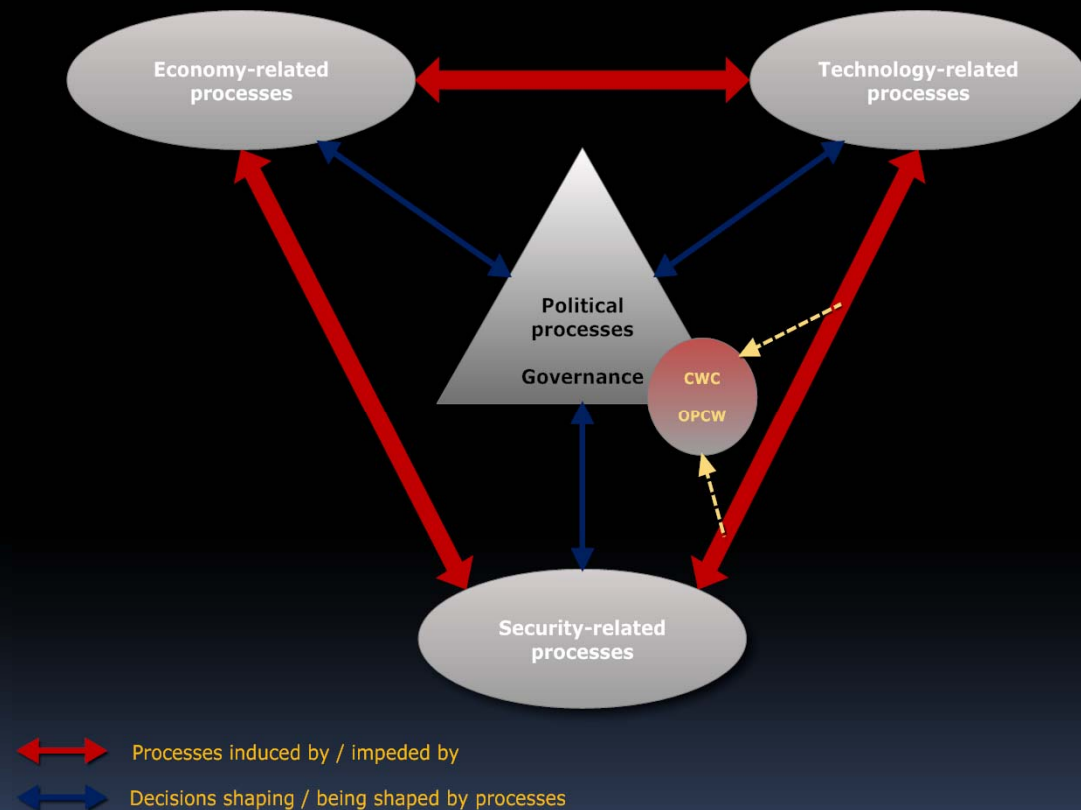 Economy-related
processes
Technology-related
processes
Political
processes
Governance
CWC
OPCW
Security-related
processes
Processes induced by / impeded by
Decisions shaping / being shaped by processes